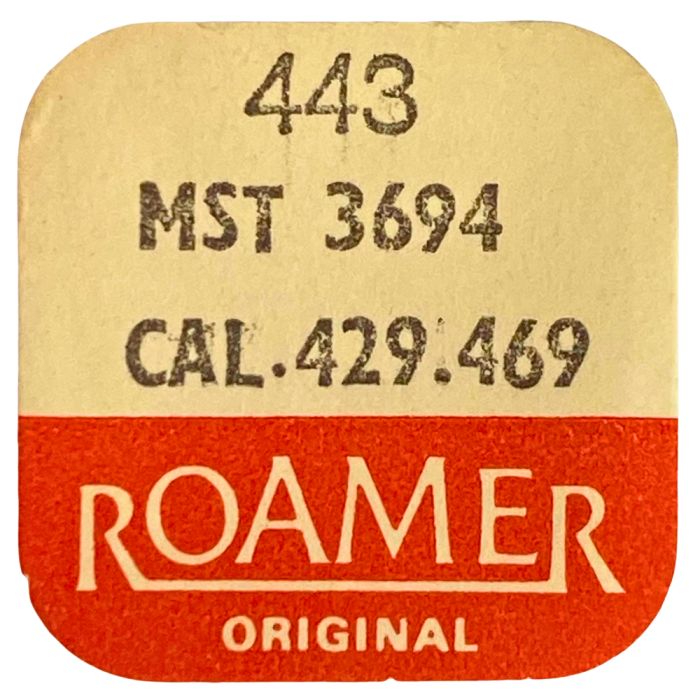 443
MST 3694
CAL.429.469
ROAMER
ORIGINAL